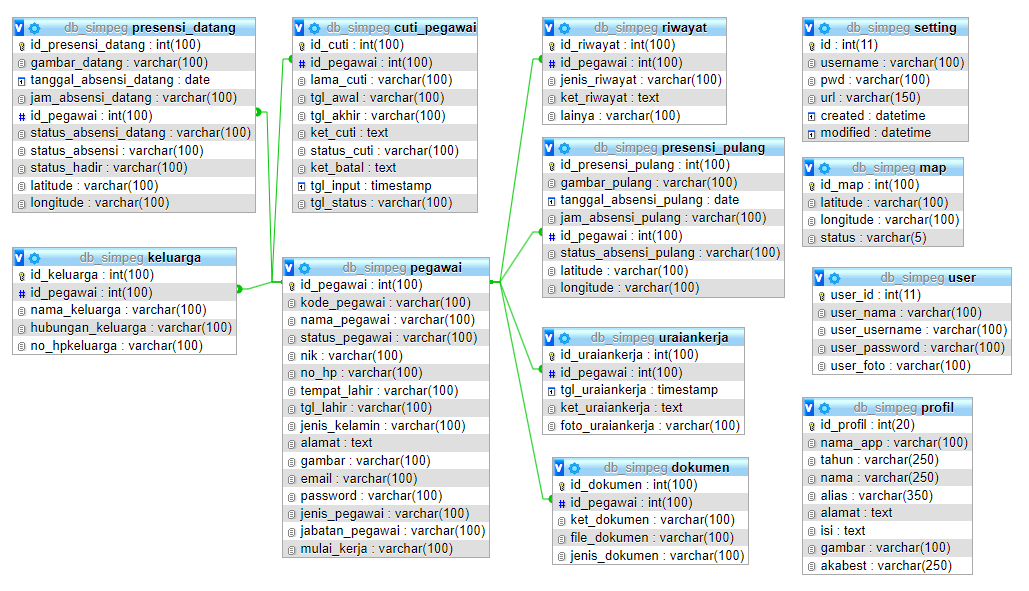 db_simpeg presensi_datang
id_presensi_datang : int(100)
gambar_datang : varchar(100)
tanggal_absensi_datang : date
jam_absensi_datang : varchar(100)
id_pegawai : int(100)
status_absensi_datang : varchar(100)
status_absensi : varchar(100)
status_hadir : varchar(100)
latitude : varchar(100)
longitude : varchar(100)
db_simpeg cuti_pegawai
id_cuti : int(100)
id_pegawai : int(100)
lama_cuti : varchar(100)
tgl_awal : varchar(100)
tgl_akhir : varchar(100)
ket_cuti : text
status_cuti : varchar(100)
ket_batal : text
tgl_input : timestamp
tgl_status : varchar(100)
db_simpeg riwayat
id_riwayat : int(100)
id_pegawai : int(100)
jenis_riwayat : varchar(100)
ket_riwayat : text
lainya : varchar(100)
db_simpeg setting
id : int(11)
username : varchar(100)
pwd : varchar(100)
url : varchar(150)
created : datetime
modified : datetime
db_simpeg presensi_pulang
id_presensi_pulang : int(100)
gambar_pulang : varchar(100)
tanggal_absensi_pulang : date
jam_absensi_pulang : varchar(100)
id_pegawai : int(100)
status_absensi_pulang : varchar(100)
latitude : varchar(100)
longitude : varchar(100)
db_simpeg map
id_map : int(100)
latitude : varchar(100)
longitude : varchar(100)
status : varchar(5)
db_simpeg keluarga
id_keluarga : int(100)
id_pegawai : int(100)
nama_keluarga : varchar(100)
hubungan_keluarga : varchar(100)
no_hpkeluarga : varchar(100)
db_simpeg pegawai
id_pegawai : int(100)
kode_pegawai : varchar(100)
nama_pegawai : varchar(100)
status_pegawai : varchar(100)
nik : varchar(100)
no_hp : varchar(100)
tempat_lahir : varchar(100)
tgl_lahir : varchar(100)
jenis_kelamin : varchar(100)
alamat : text
gambar : varchar(100)
email : varchar(100)
password : varchar(100)
jenis_pegawai : varchar(100)
jabatan_pegawai : varchar(100)
mulai_kerja : varchar(100)
db_simpeg user
user_id : int(11)
user_nama : varchar(100)
user_username : varchar(100)
user_password : varchar(100)
user_foto : varchar(100)
db_simpeg uraiankerja
id_uraiankerja : int(100)
id_pegawai : int(100)
tgl_uraiankerja : timestamp
ket_uraiankerja : text
foto_uraiankerja : varchar(100)
db_simpeg profil
id_profil : int(20)
nama_app : varchar(100)
tahun : varchar(250)
nama : varchar(250)
alias : varchar(350)
alamat : text
isi : text
gambar : varchar(100)
akabest : varchar(250)
db_simpeg dokumen
id_dokumen : int(100)
id_pegawai : int(100)
ket_dokumen : varchar(100)
file_dokumen : varchar(100)
jenis_dokumen : varchar(100)